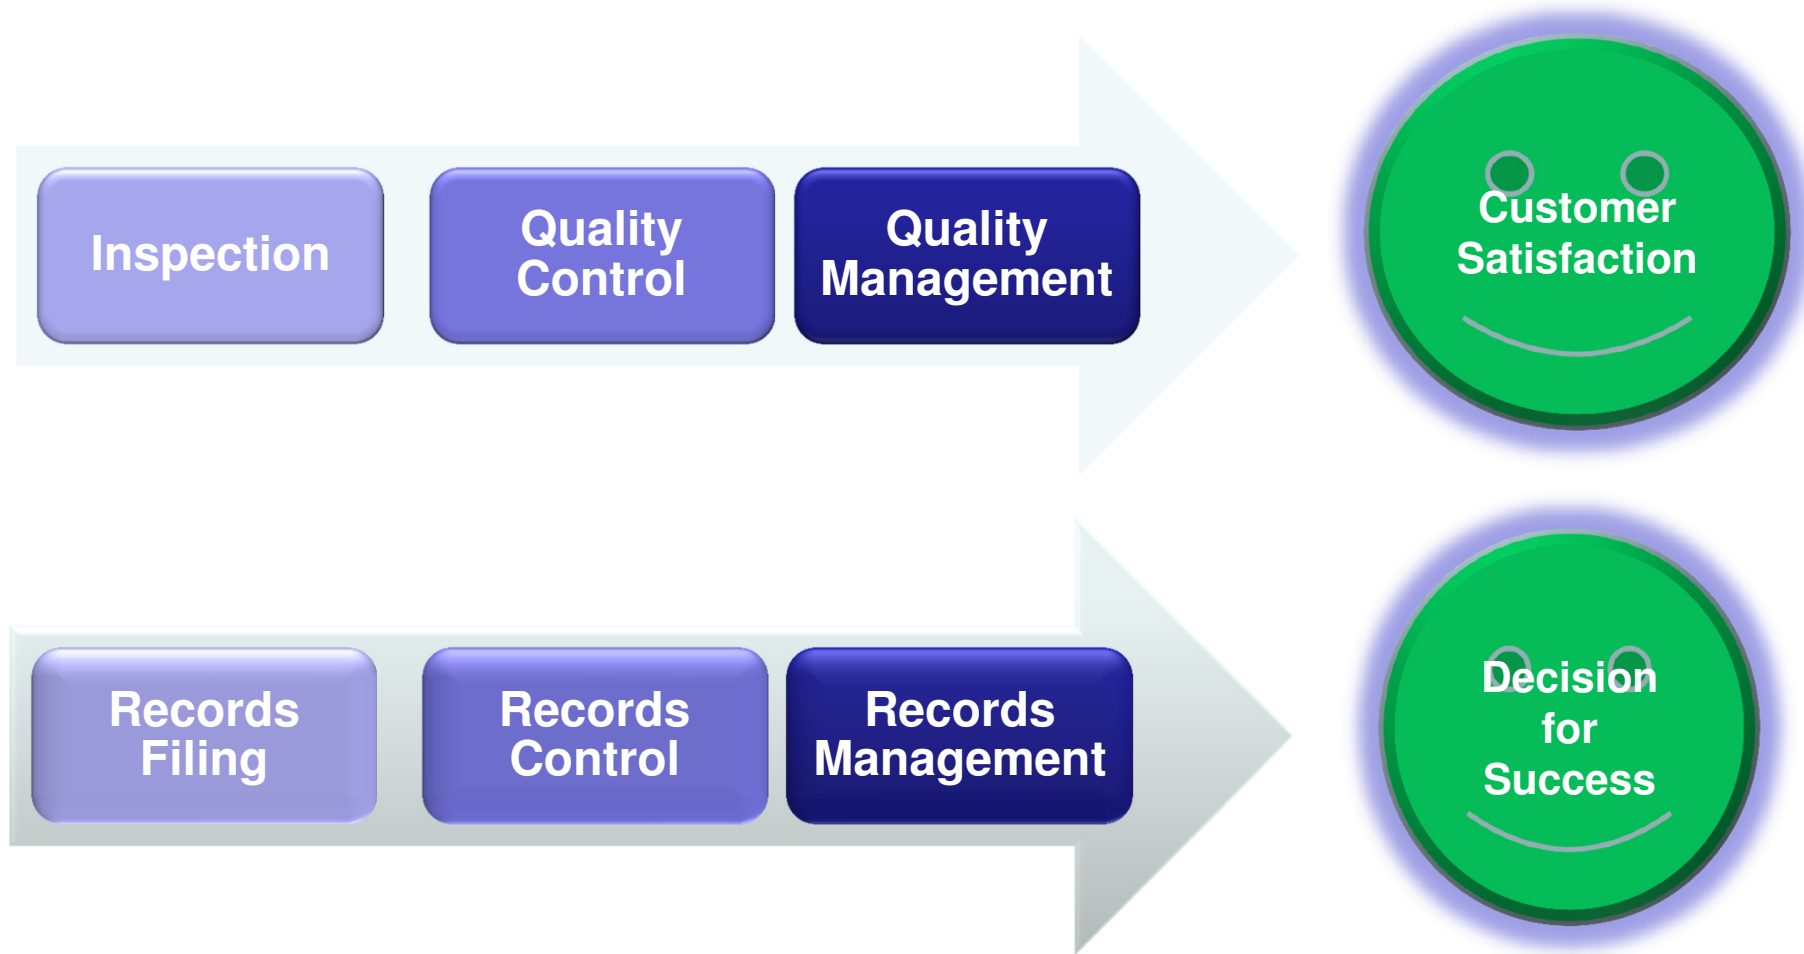 Inspection
Quality
Control
Quality
Management
Customer
Satisfaction
Records
Filing
Records
Control
Records
Management
Decision
for
Success